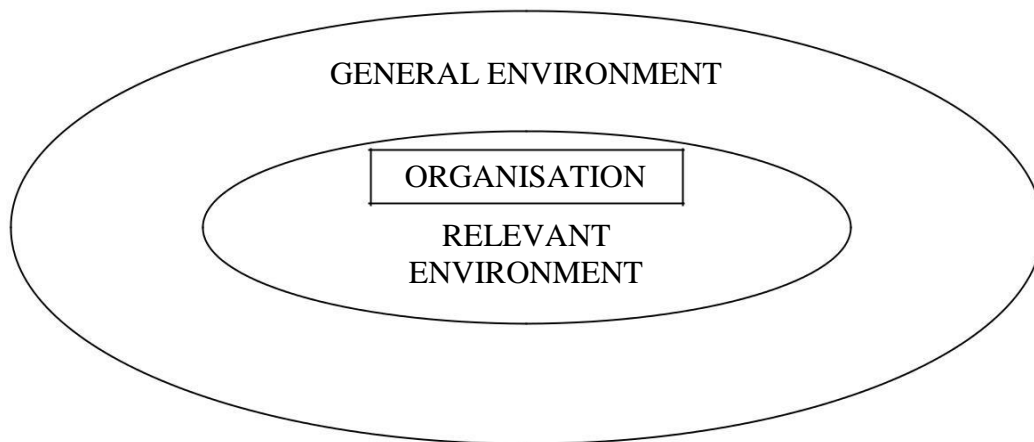 GENERAL ENVIRONMENT
ORGANISATION
RELEVANT
ENVIRONMENT